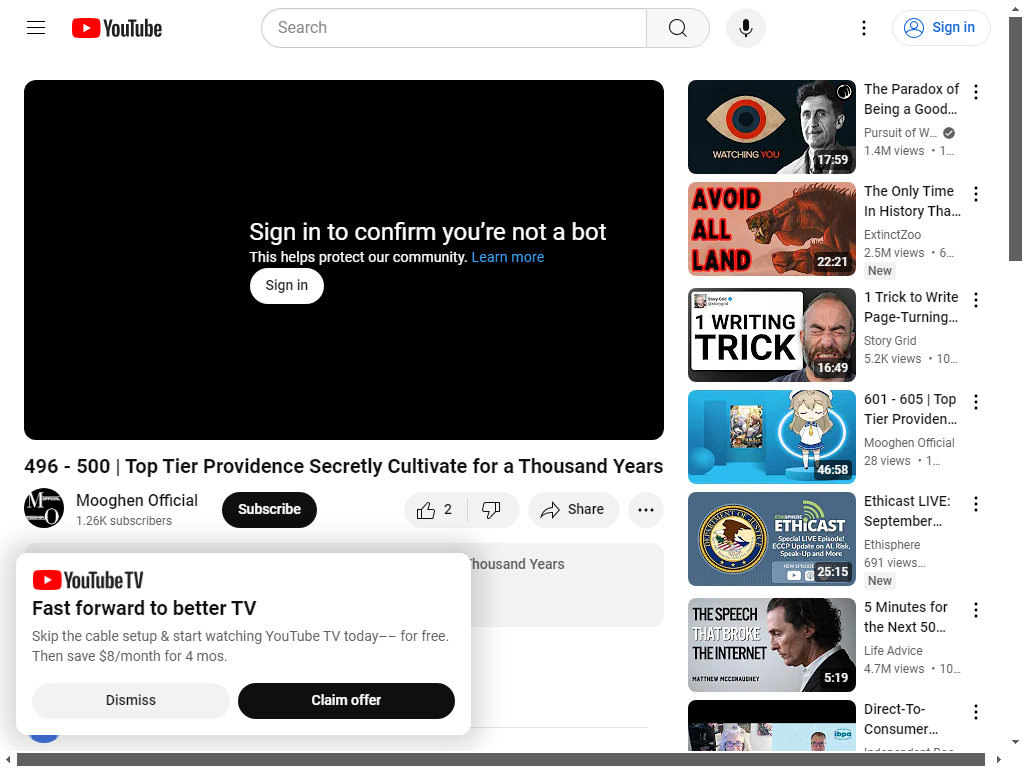 YouTube
Search
Sign in
Sign in to confirm you're not a bot
This helps protect our community. Learn more
Sign in
496 - 500 | Top Tier Providence Secretly Cultivate for a Thousand Years
Mooghen Official
1.26K subscribers
Subscribe
2
Share
Thousand Years
YouTube TV
Fast forward to better TV
Skip the cable setup & start watching YouTube TV today–– for free.
Then save $8/month for 4 mos.
Dismiss
Claim offer
WATCHING YOU
17:59
The Paradox of
Being a Good…
Pursuit of W…
1.4M views • 1…
AVOID
ALL
LAND
22:21
The Only Time
In History Tha…
ExtinctZoo
2.5M views • 6…
New
Story Grid
1 WRITING
TRICK
16:49
1 Trick to Write
Page-Turning…
Story Grid
5.2K views • 10…
46:58
601 - 605 | Top
Tier Providen…
Mooghen Official
28 views • 1…
ETHISPHERE
ETHICAST
Special LIVE Episode!
ECCP Update on AI, Risk,
Speak-Up and More
25:15
Ethicast LIVE:
September…
Ethisphere
691 views…
New
THE SPEECH
THAT BROKE
THE INTERNET
MATTHEW MCCONAUGHEY
5:19
5 Minutes for
the Next 50…
Life Advice
4.7M views • 10…
ibpa
Direct-To-
Consumer…